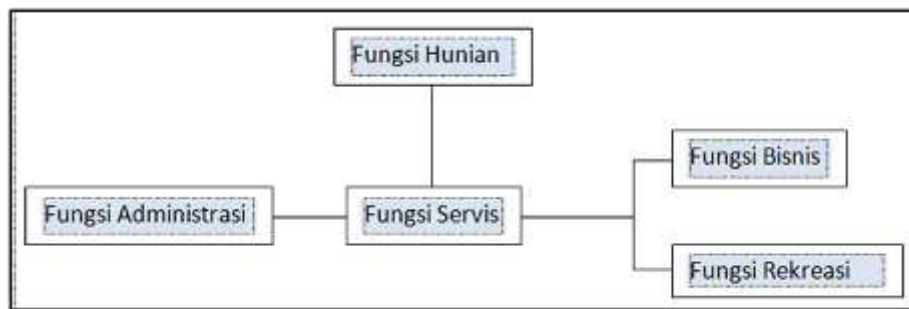 Fungsi Hunian
Fungsi Bisnis
Fungsi Administrasi
Fungsi Servis
Fungsi Rekreasi